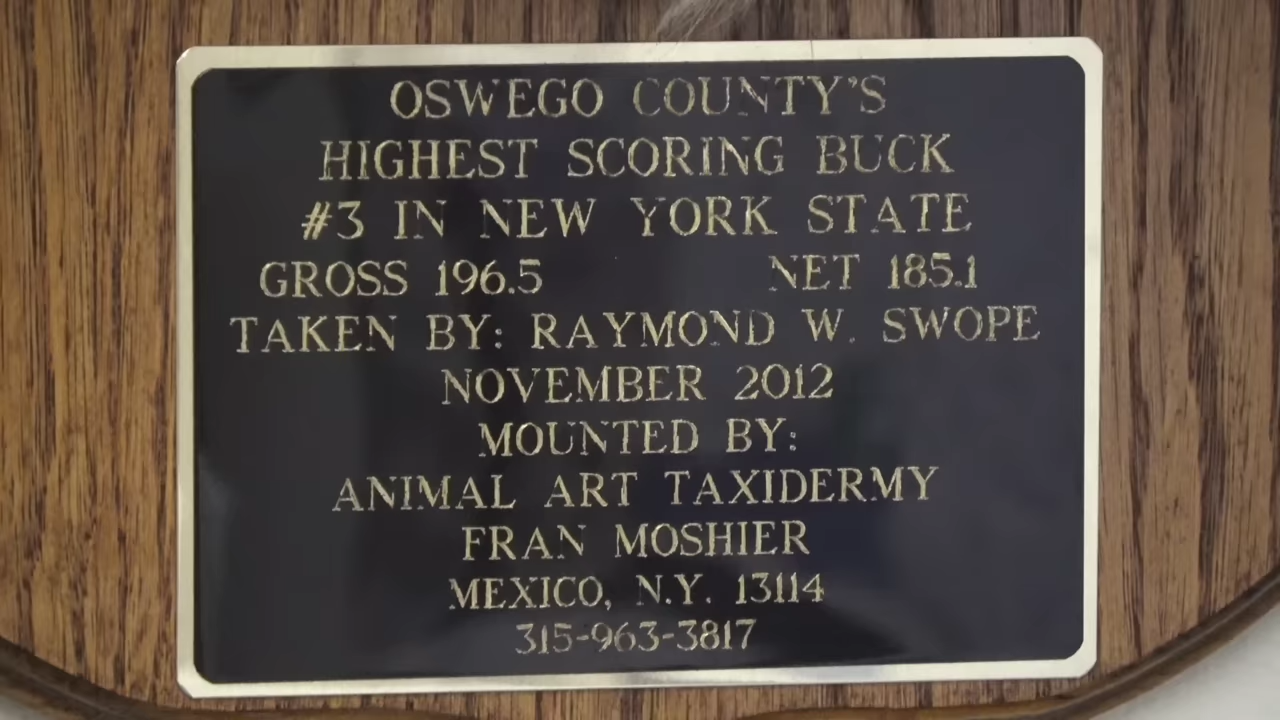 OSWEGO COUNTY'S
HIGHEST SCORING BUCK
#3 IN NEW YORK STATE
GROSS 196.5 NET 185.1
TAKEN BY: RAYMOND W. SWOPE
NOVEMBER 2012
MOUNTED BY:
ANIMAL ART TAXIDERMY
FRAN MOSHIER
MEXICO, N.Y. 13114
315-963-3817